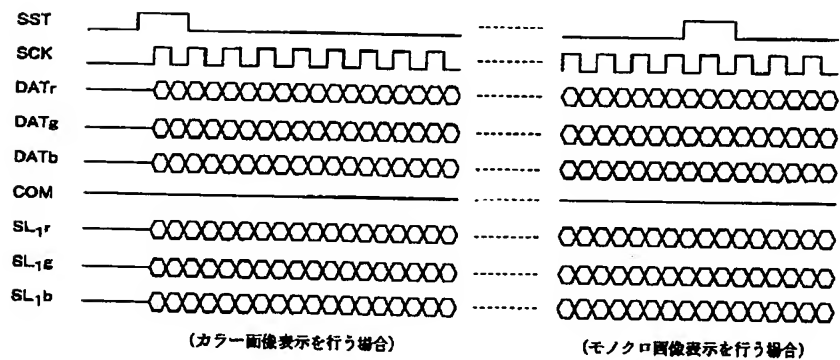 SST
SCK
DATr
DATg
DATb
COM
SL₁r
SL₁g
SL₁b
(カラー画像表示を行う場合)
(モノクロ画像表示を行う場合)